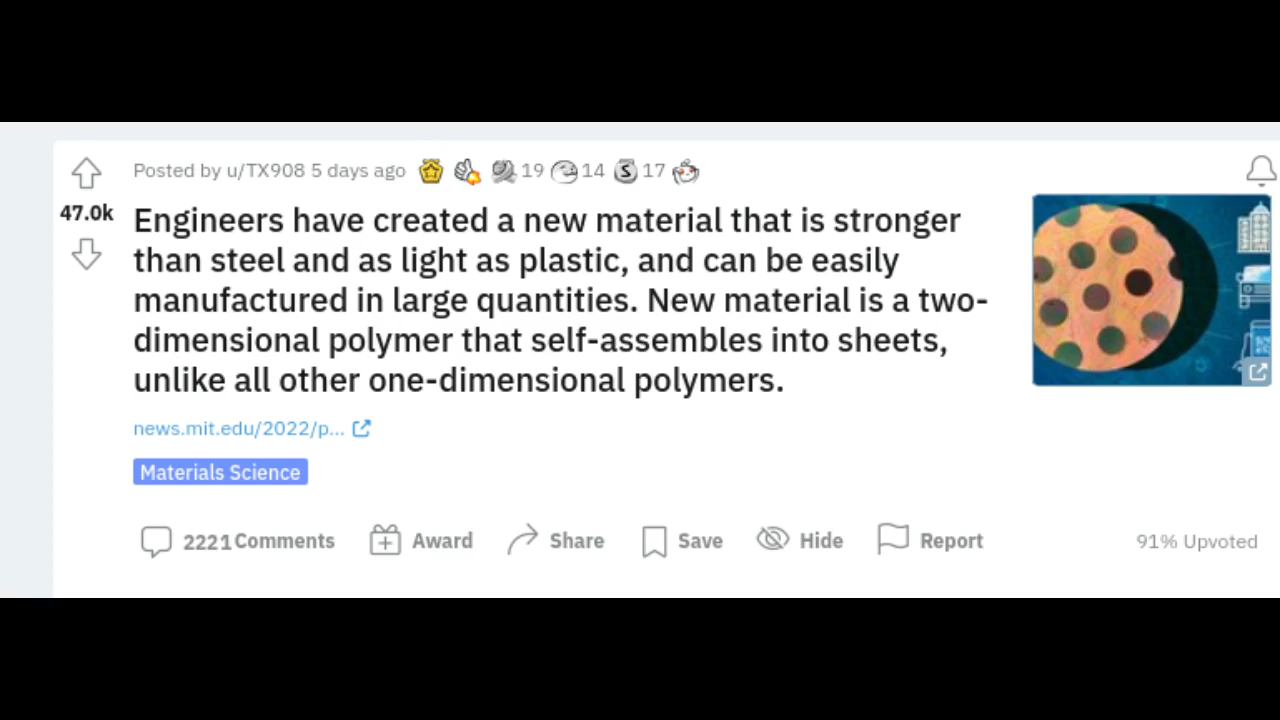 Posted by u/TX908 5 days ago 19 14 17
47.0k
Engineers have created a new material that is stronger
than steel and as light as plastic, and can be easily
manufactured in large quantities. New material is a two-
dimensional polymer that self-assembles into sheets,
unlike all other one-dimensional polymers.
news.mit.edu/2022/p...
Materials Science
2221 Comments Award Share Save Hide Report 91% Upvoted